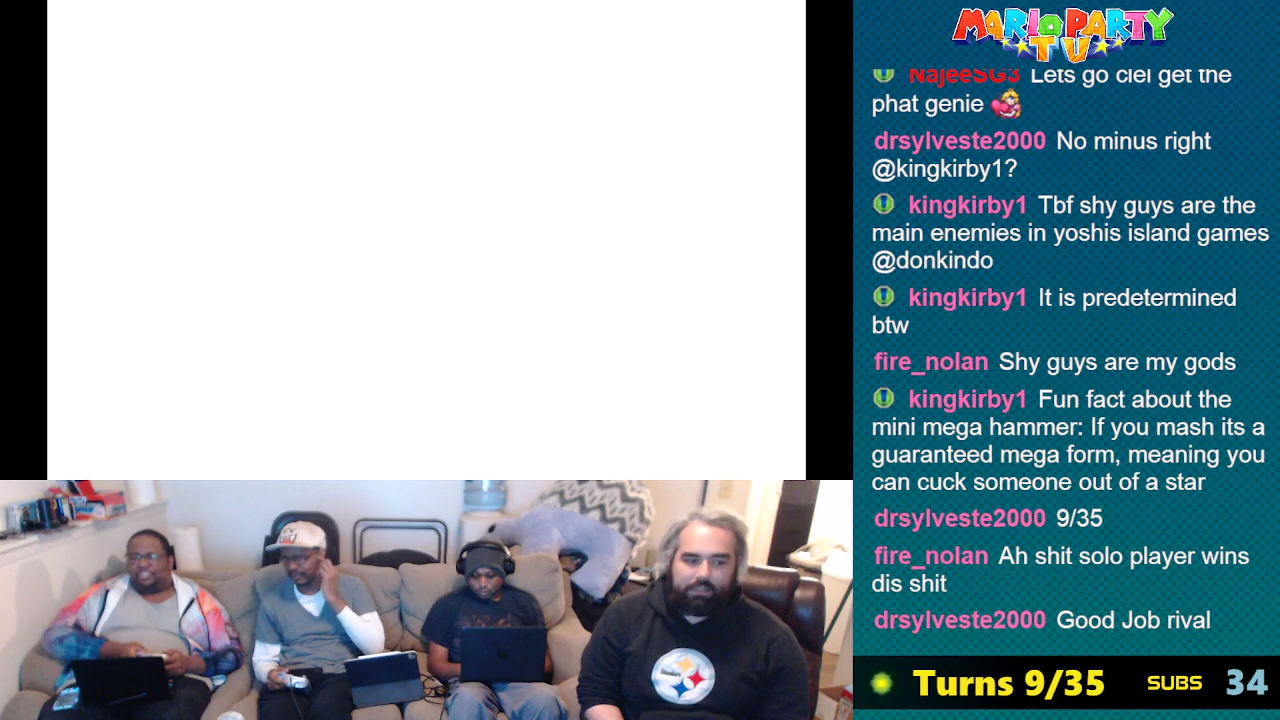 MARIO PARTY
TV
NajeeSG3 Lets go ciel get the
phat genie
drsylveste2000 No minus right
@kingkirby1?
kingkirby1 Tbf shy guys are the
main enemies in yoshis island games
@donkindo
kingkirby1 It is predetermined
btw
fire_nolan Shy guys are my gods
kingkirby1 Fun fact about the
mini mega hammer: If you mash its a
guaranteed mega form, meaning you
can cuck someone out of a star
drsylveste2000 9/35
fire_nolan Ah shit solo player wins
dis shit
drsylveste2000 Good Job rival
Turns 9/35 SUBS 34